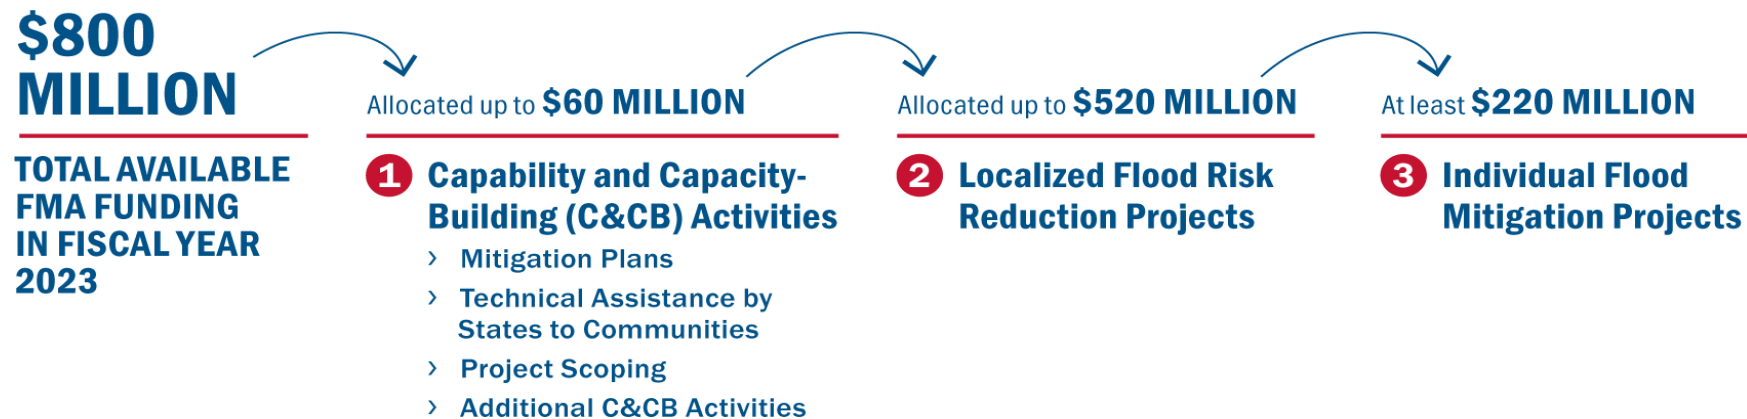 $800
MILLION
TOTAL AVAILABLE
FMA FUNDING
IN FISCAL YEAR
2023
Allocated up to $60 MILLION
1 Capability and Capacity-
Building (C&CB) Activities
› Mitigation Plans
› Technical Assistance by
States to Communities
› Project Scoping
› Additional C&CB Activities
Allocated up to $520 MILLION
2 Localized Flood Risk
Reduction Projects
At least $220 MILLION
3 Individual Flood
Mitigation Projects